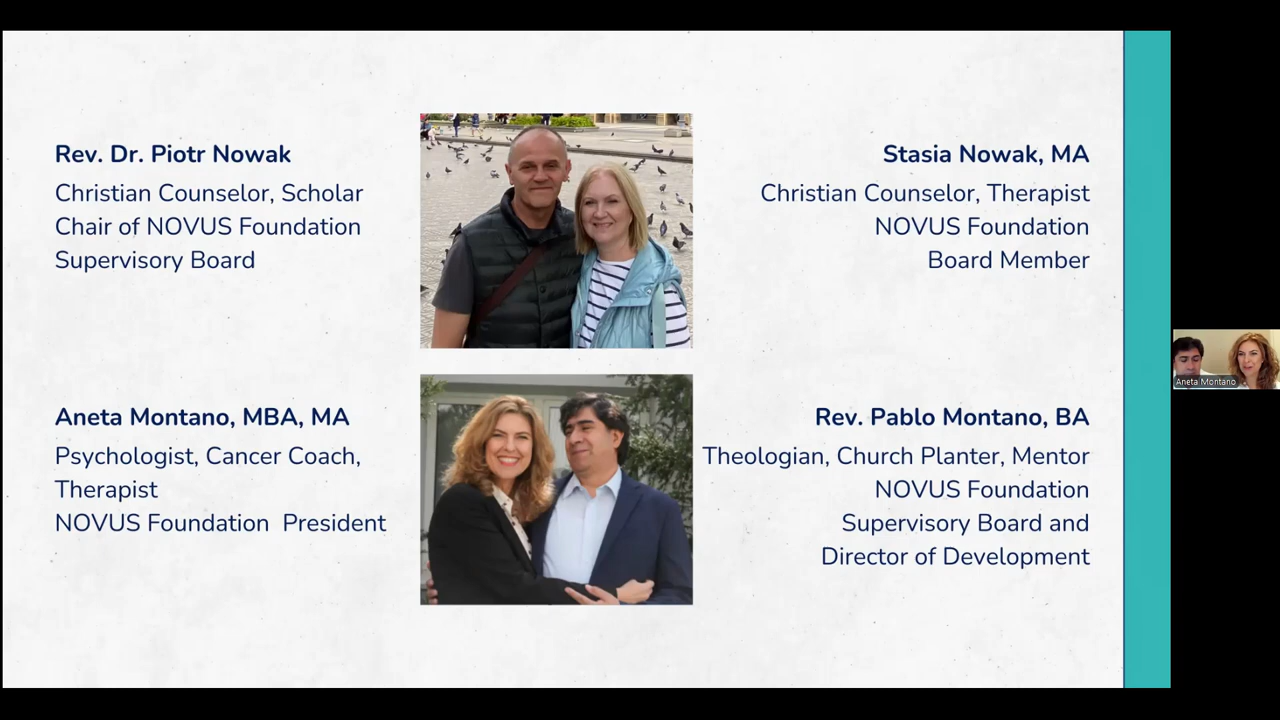 Rev. Dr. Piotr Nowak
Christian Counselor, Scholar
Chair of NOVUS Foundation
Supervisory Board
Stasia Nowak, MA
Christian Counselor, Therapist
NOVUS Foundation
Board Member
Aneta Montano, MBA, MA
Psychologist, Cancer Coach,
Therapist
NOVUS Foundation President
Rev. Pablo Montano, BA
Theologian, Church Planter, Mentor
NOVUS Foundation
Supervisory Board and
Director of Development
Aneta Montano